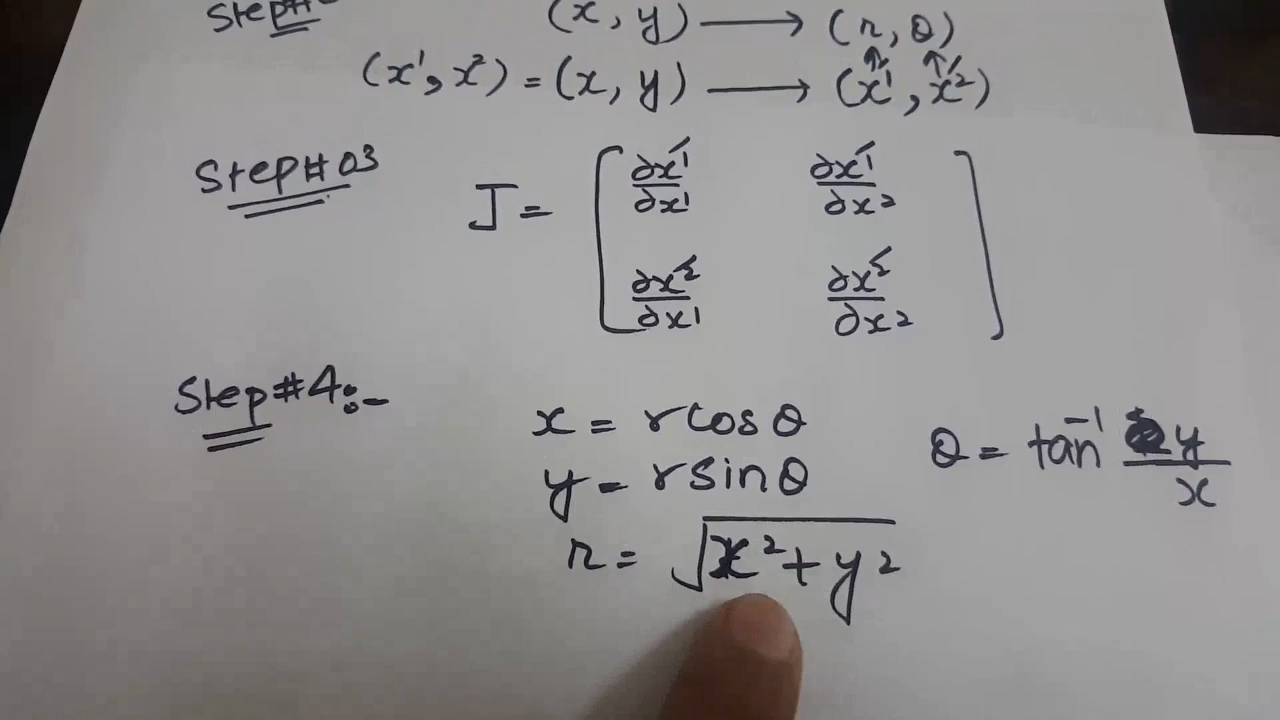 Step#
(x, y) ⟶ (r, θ)
(x¹, x²) = (x, y) ⟶ (x́¹, x́²)
Step#03
J = [ ∂x́¹/∂x¹ ∂x́¹/∂x²
∂x́²/∂x¹ ∂x́²/∂x² ]
Step#4:-
x = r cos θ
y = r sin θ
θ = tan⁻¹ y/x
r = √(x² + y²)